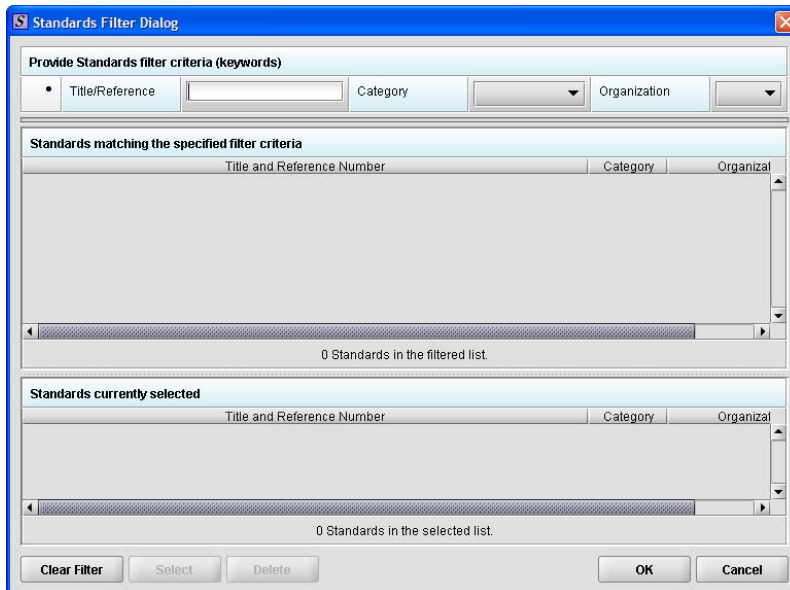 S Standards Filter Dialog
Provide Standards filter criteria (keywords)
• Title/Reference Category Organization
Standards matching the specified filter criteria
Title and Reference Number Category Organizat
0 Standards in the filtered list.
Standards currently selected
Title and Reference Number Category Organizat
0 Standards in the selected list.
Clear Filter Select Delete OK Cancel